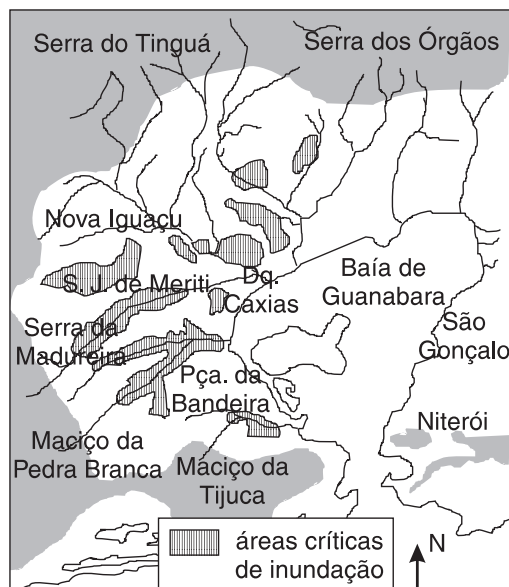 Serra do Tinguá
Serra dos Órgãos
Nova Iguaçu
S. J. de Meriti
Dq.
Caxias
Baía de
Guanabara
Serra da
Madureira
São
Gonçalo
Pça. da
Bandeira
Niterói
Maciço da
Pedra Branca
Maciço da
Tijuca
áreas críticas
de inundação
N